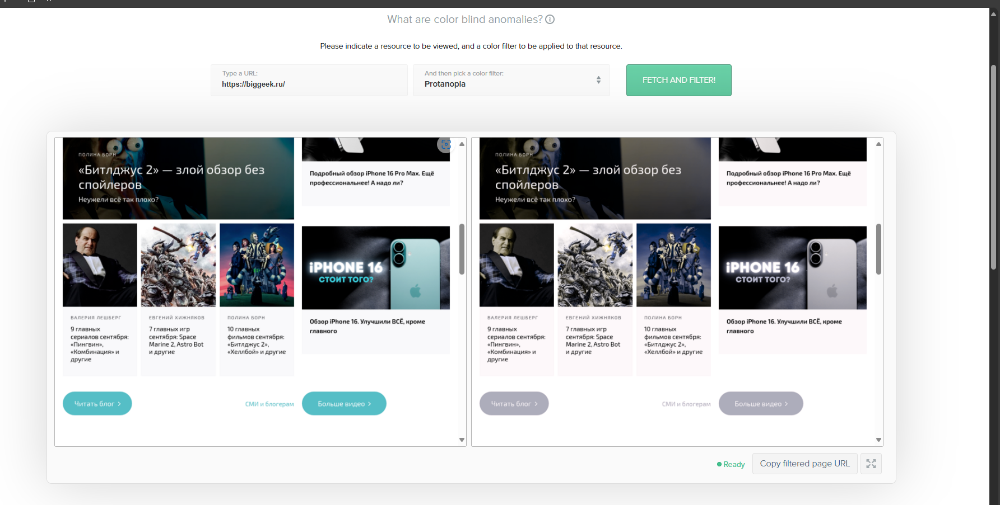 What are color blind anomalies?
Please indicate a resource to be viewed, and a color filter to be applied to that resource.
Type a URL:
https://biggeek.ru/
And then pick a color filter:
Protanopia
FETCH AND FILTER!
ПОЛИНА БОРН
«Битлджус 2» — злой обзор без
спойлеров
Неужели всё так плохо?
Подробный обзор iPhone 16 Pro Max. Ещё
профессиональнее! А надо ли?
iPHONE 16
СТОИТ ТОГО?
ВАЛЕРИЯ ЛЕШБЕРГ
9 главных
сериалов сентября:
«Пингвин»,
«Комбинация» и
другие
ЕВГЕНИЙ ХИЖНЯКОВ
7 главных игр
сентября: Space
Marine 2, Astro Bot
и другие
ПОЛИНА БОРН
10 главных
фильмов сентября:
«Битлджус 2»,
«Хеллбой» и другие
Обзор iPhone 16. Улучшили ВСЁ, кроме
главного
Читать блог >
СМИ и блогерам
Больше видео >
ПОЛИНА БОРН
«Битлджус 2» — злой обзор без
спойлеров
Неужели всё так плохо?
Подробный обзор iPhone 16 Pro Max. Ещё
профессиональнее! А надо ли?
iPHONE 16
СТОИТ ТОГО?
ВАЛЕРИЯ ЛЕШБЕРГ
9 главных
сериалов сентября:
«Пингвин»,
«Комбинация» и
другие
ЕВГЕНИЙ ХИЖНЯКОВ
7 главных игр
сентября: Space
Marine 2, Astro Bot
и другие
ПОЛИНА БОРН
10 главных
фильмов сентября:
«Битлджус 2»,
«Хеллбой» и другие
Обзор iPhone 16. Улучшили ВСЁ, кроме
главного
Читать блог >
СМИ и блогерам
Больше видео >
Ready
Copy filtered page URL